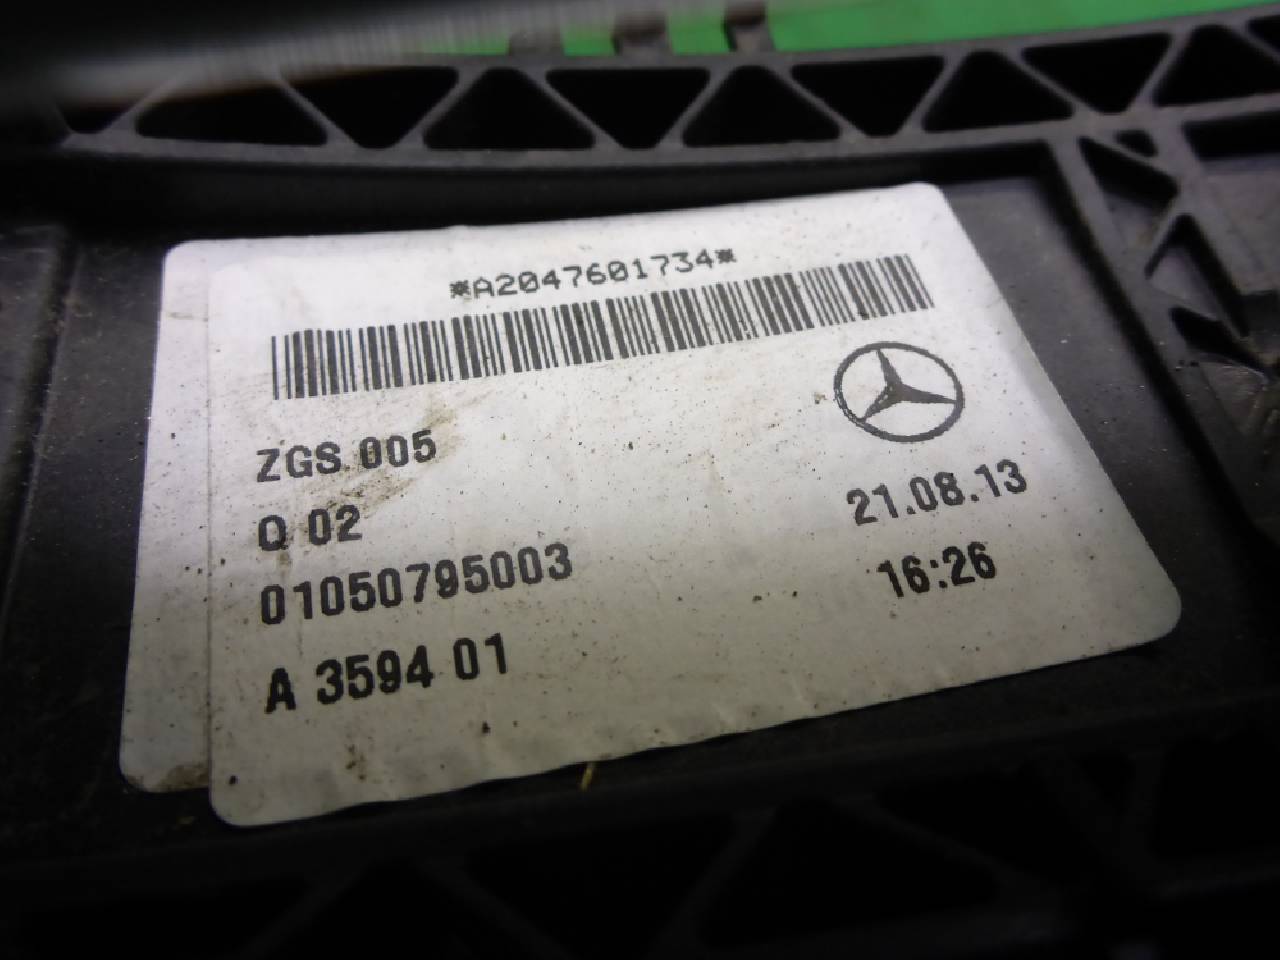 *A2047601734*
ZGS 005
Q 02
21.08.13
01050795003
16:26
A 3594 01